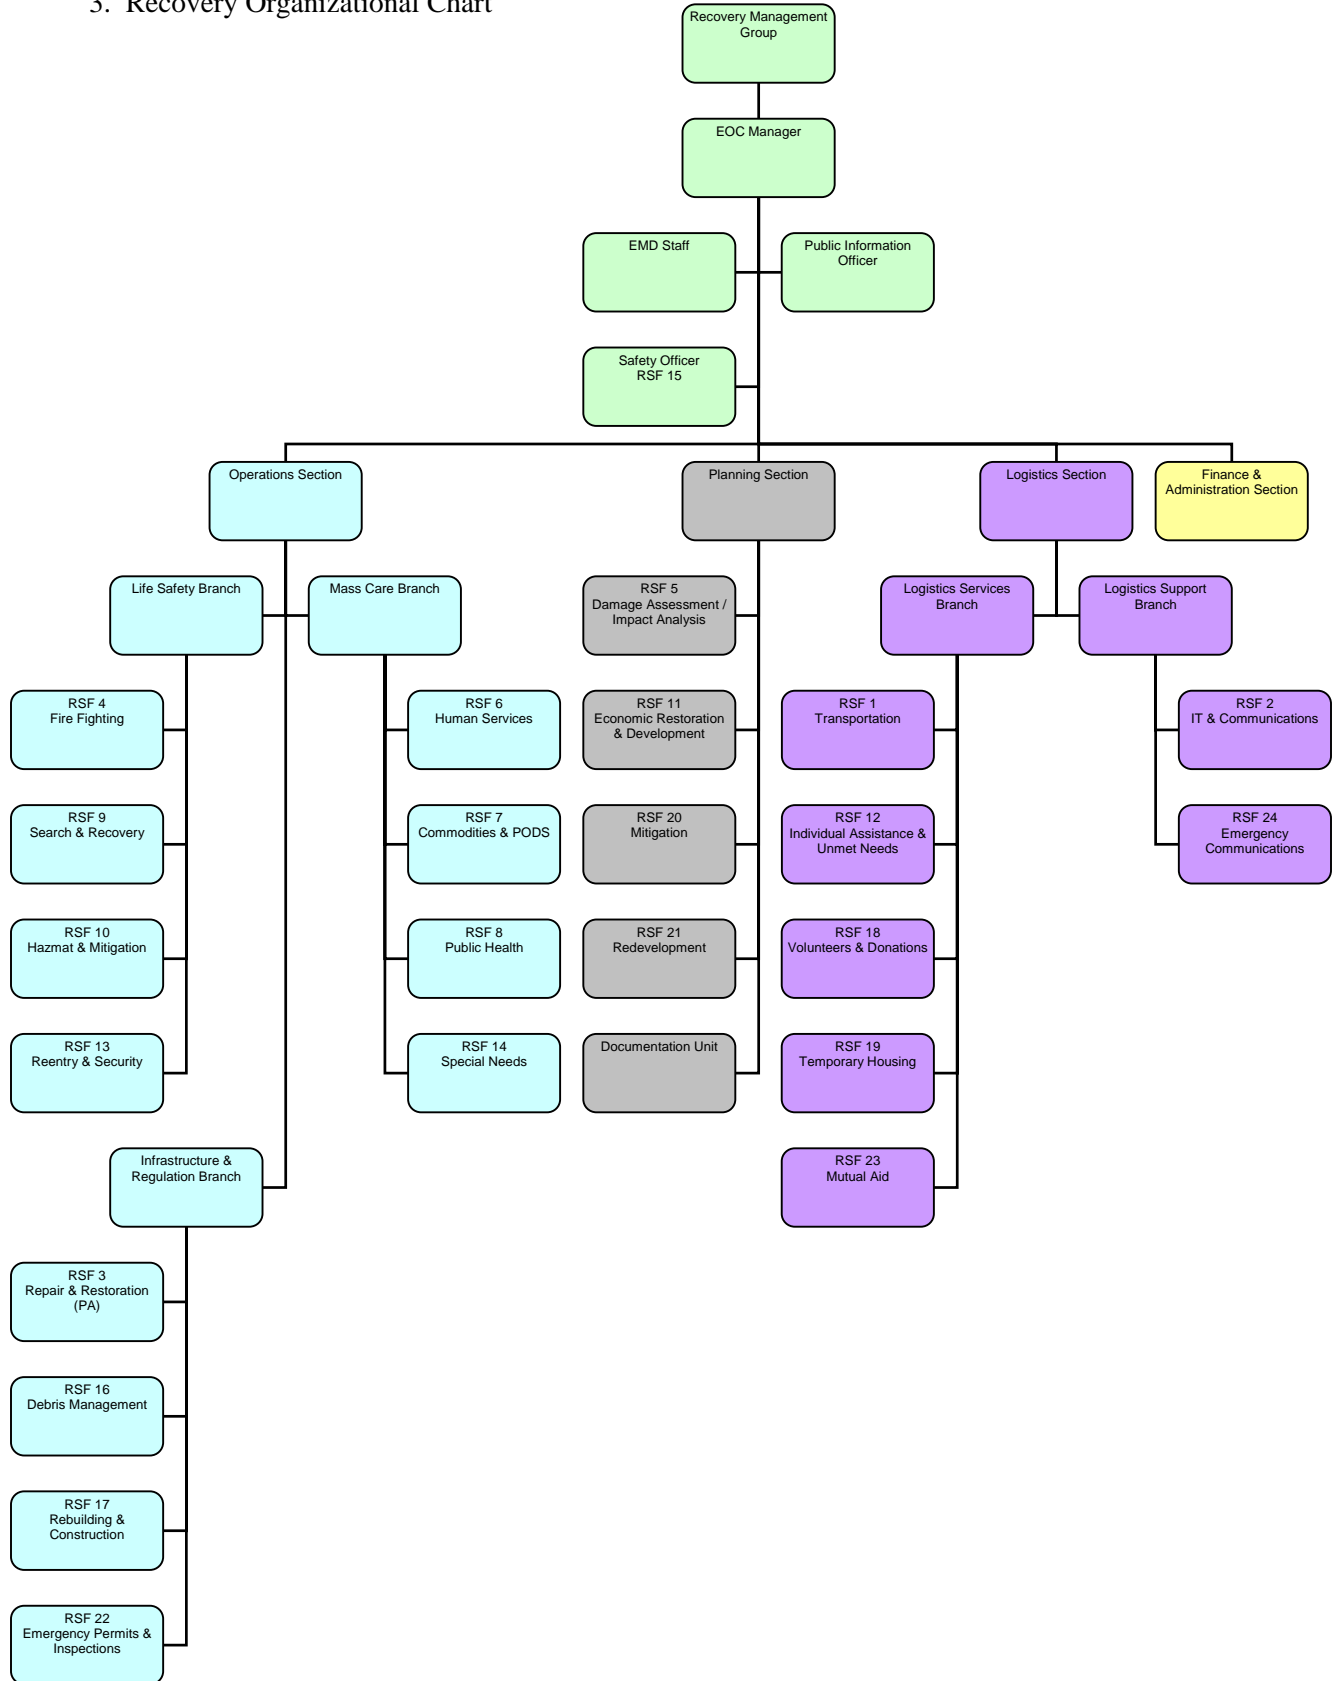 3. Recovery Organizational Chart
Recovery Management
Group
EOC Manager
EMD Staff
Public Information
Officer
Safety Officer
RSF 15
Operations Section
Planning Section
Logistics Section
Finance &
Administration Section
Life Safety Branch
Mass Care Branch
RSF 5
Damage Assessment /
Impact Analysis
Logistics Services
Branch
Logistics Support
Branch
RSF 4
Fire Fighting
RSF 6
Human Services
RSF 11
Economic Restoration
& Development
RSF 1
Transportation
RSF 2
IT & Communications
RSF 9
Search & Recovery
RSF 7
Commodities & PODS
RSF 20
Mitigation
RSF 12
Individual Assistance &
Unmet Needs
RSF 24
Emergency
Communications
RSF 10
Hazmat & Mitigation
RSF 8
Public Health
RSF 21
Redevelopment
RSF 18
Volunteers & Donations
RSF 13
Reentry & Security
RSF 14
Special Needs
Documentation Unit
RSF 19
Temporary Housing
Infrastructure &
Regulation Branch
RSF 23
Mutual Aid
RSF 3
Repair & Restoration
(PA)
RSF 16
Debris Management
RSF 17
Rebuilding &
Construction
RSF 22
Emergency Permits &
Inspections